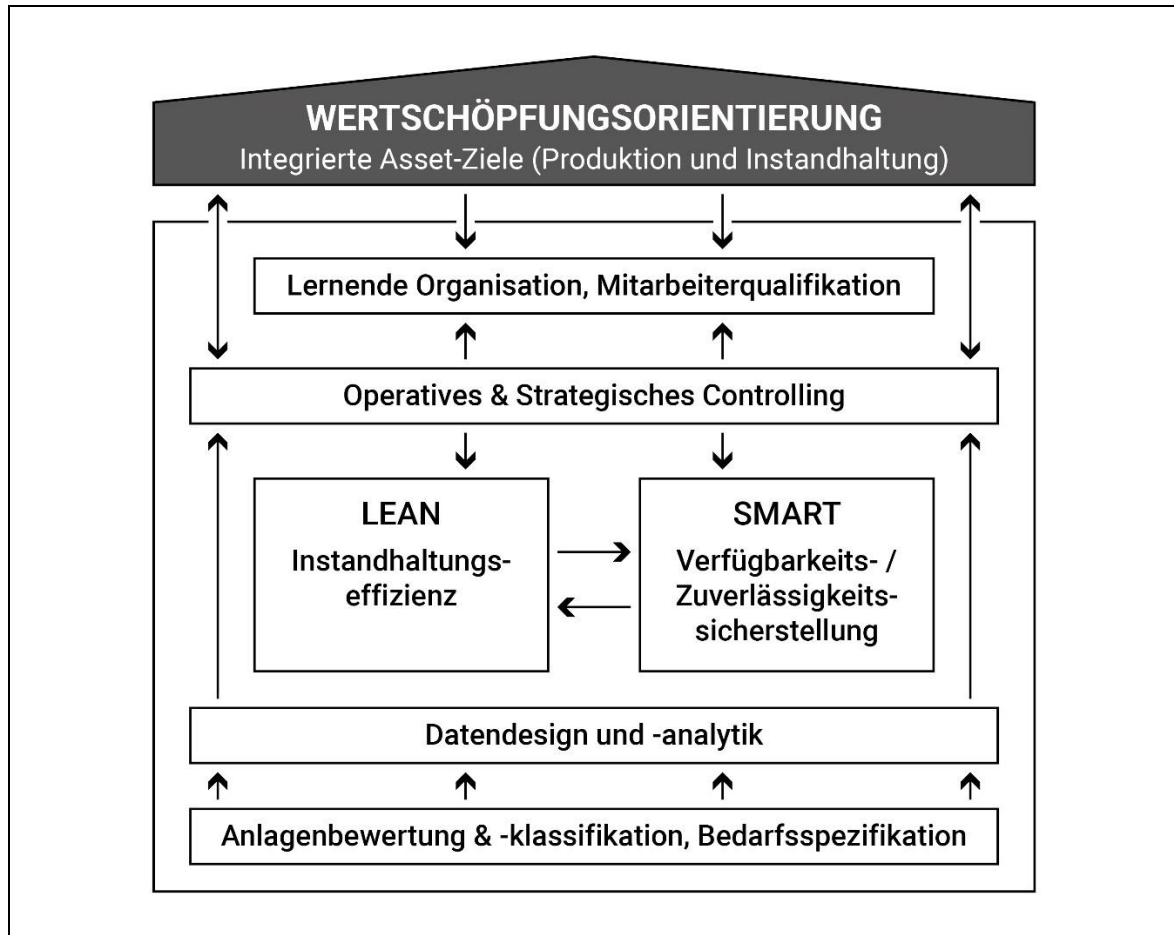 WERTSCHÖPFUNGSORIENTIERUNG
Integrierte Asset-Ziele (Produktion und Instandhaltung)
Lernende Organisation, Mitarbeiterqualifikation
Operatives & Strategisches Controlling
LEAN
Instandhaltungs-
effizienz
SMART
Verfügbarkeits- /
Zuverlässigkeits-
sicherstellung
Datendesign und -analytik
Anlagenbewertung & -klassifikation, Bedarfsspezifikation